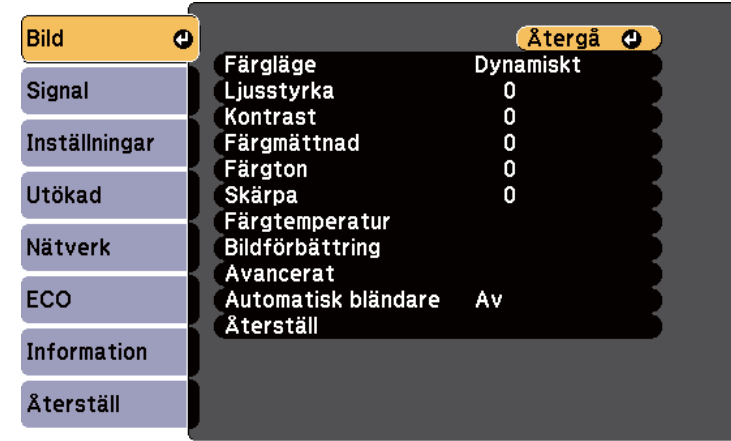 Bild
Signal
Inställningar
Utökad
Nätverk
ECO
Information
Återställ
Återgå
Färgläge Dynamiskt
Ljusstyrka 0
Kontrast 0
Färgmättnad 0
Färgton 0
Skärpa 0
Färgtemperatur
Bildförbättring
Avancerat
Automatisk bländare Av
Återställ